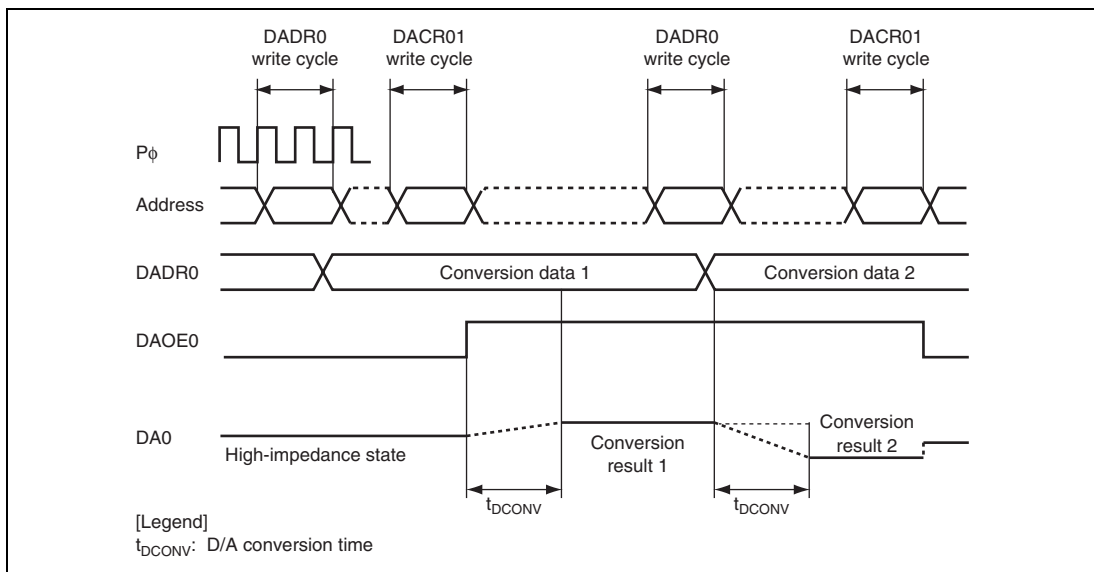 DADR0
write cycle
DACR01
write cycle
DADR0
write cycle
DACR01
write cycle
Pφ
Address
DADR0
Conversion data 1
Conversion data 2
DAOE0
DA0
High-impedance state
Conversion
result 1
Conversion
result 2
tDCONV
tDCONV
[Legend]
tDCONV: D/A conversion time